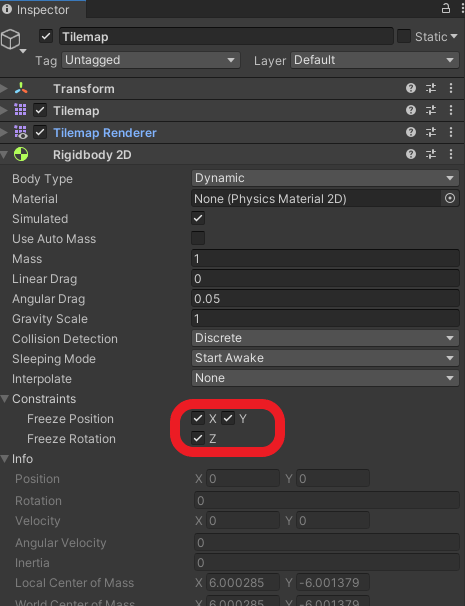 Inspector
Tilemap Static
Tag Untagged Layer Default
Transform
Tilemap
Tilemap Renderer
Rigidbody 2D
Body Type Dynamic
Material None (Physics Material 2D)
Simulated
Use Auto Mass
Mass 1
Linear Drag 0
Angular Drag 0.05
Gravity Scale 1
Collision Detection Discrete
Sleeping Mode Start Awake
Interpolate None
Constraints
Freeze Position X Y
Freeze Rotation Z
Info
Position X 0 Y 0
Rotation 0
Velocity X 0 Y 0
Angular Velocity 0
Inertia 0
Local Center of Mass X 6.000285 Y -6.001379
World Center of Mass X 6.000285 Y -6.001379